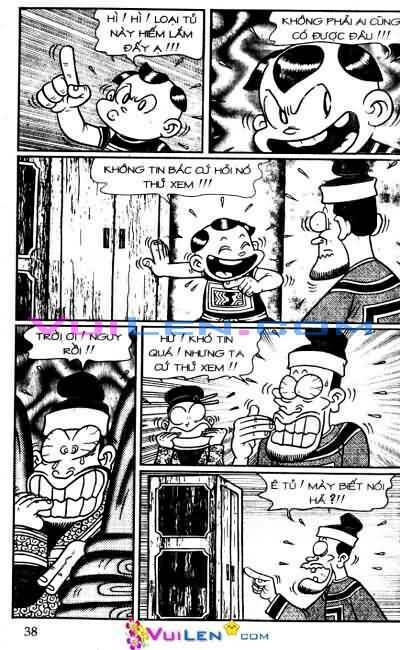 HÌ ! HÌ ! LOẠI TỦ
NÀY HIẾM LẮM
ĐẤY Ạ !!!
KHÔNG PHẢI AI CŨNG
CÓ ĐƯỢC ĐÂU !!!
KHÔNG TIN BÁC CỨ HỎI NÓ
THỬ XEM !!!
VUILEN.COM
TRỜI ƠI ! NGUY
RỒI !!
HỪ ! KHÓ TIN
QUÁ ! NHƯNG TA
CỨ THỬ XEM !!
Ê TỦ ! MÀY BIẾT NÓI
HẢ ?!!
38
VUILEN.COM